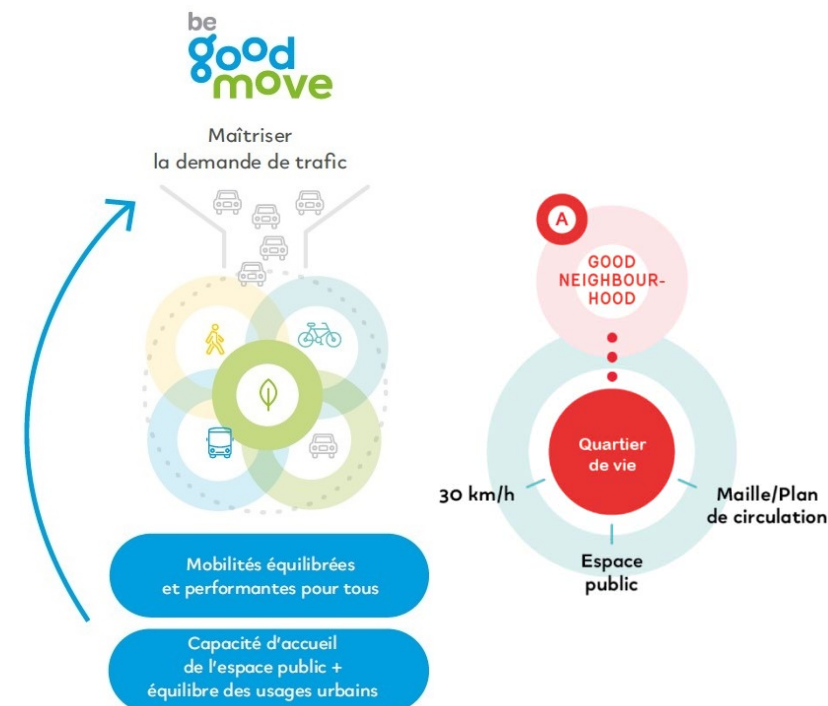 be
good
move
Maîtriser
la demande de trafic
Mobilités équilibrées
et performantes pour tous
Capacité d'accueil
de l'espace public +
équilibre des usages urbains
A
GOOD
NEIGHBOUR-
HOOD
Quartier
de vie
30 km/h
Maille/Plan
de circulation
Espace
public